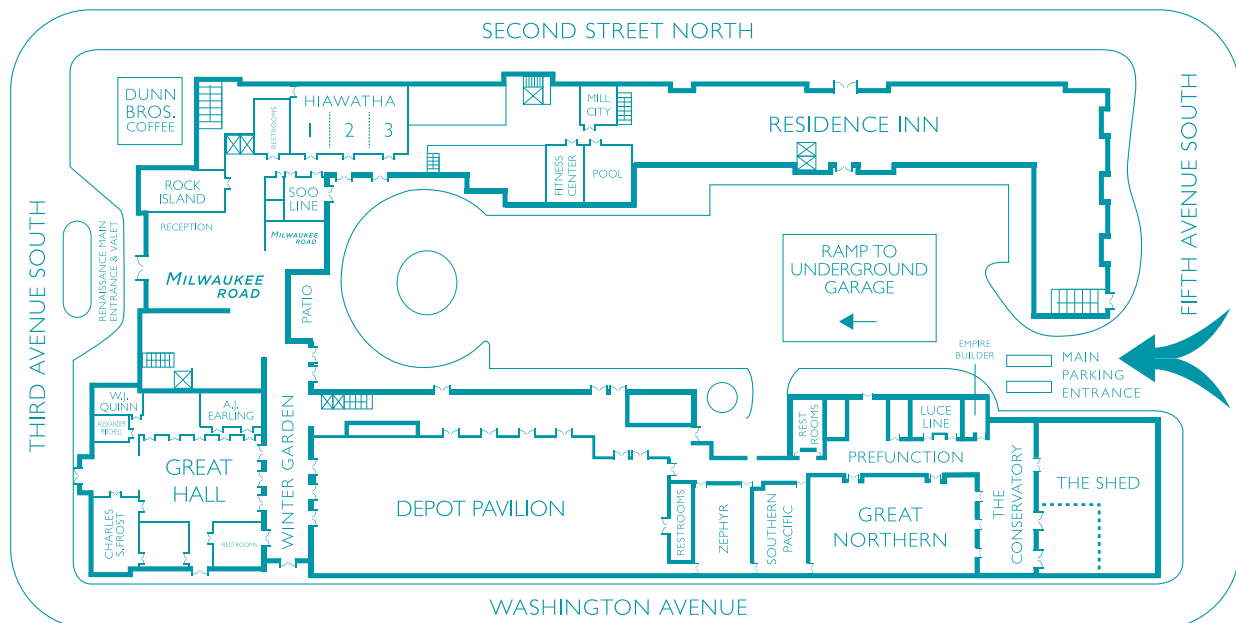 SECOND STREET NORTH
DUNN
BROS.
COFFEE
RESTROOMS
HIAWATHA
1 2 3
MILL
CITY
RESIDENCE INN
FITNESS
CENTER
POOL
ROCK
ISLAND
SOO
LINE
RECEPTION
MILWAUKEE
ROAD
THIRD AVENUE SOUTH
RENAISSANCE MAIN
ENTRANCE & VALET
MILWAUKEE
ROAD
PATIO
RAMP TO
UNDERGROUND
GARAGE
FIFTH AVENUE SOUTH
EMPIRE
BUILDER
MAIN
PARKING
ENTRANCE
W.J.
QUINN
ALEXANDER
MITCHELL
A.J.
EARLING
GREAT
HALL
WINTER GARDEN
CHARLES
S.FROST
RESTROOMS
DEPOT PAVILION
REST
ROOMS
LUCE
LINE
PREFUNCTION
RESTROOMS
ZEPHYR
SOUTHERN
PACIFIC
GREAT
NORTHERN
THE
CONSERVATORY
THE SHED
WASHINGTON AVENUE